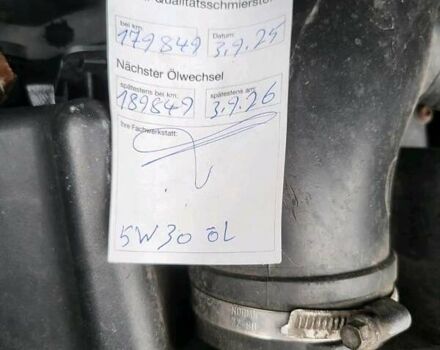 Qualitätsschmierstof
bei km:
Datum:
179849
3.9.25
Nächster Ölwechsel
spätestens bei km:
spätestens am:
189849
3.9.26
Ihre Fachwerkstatt:
5W30 ÖL